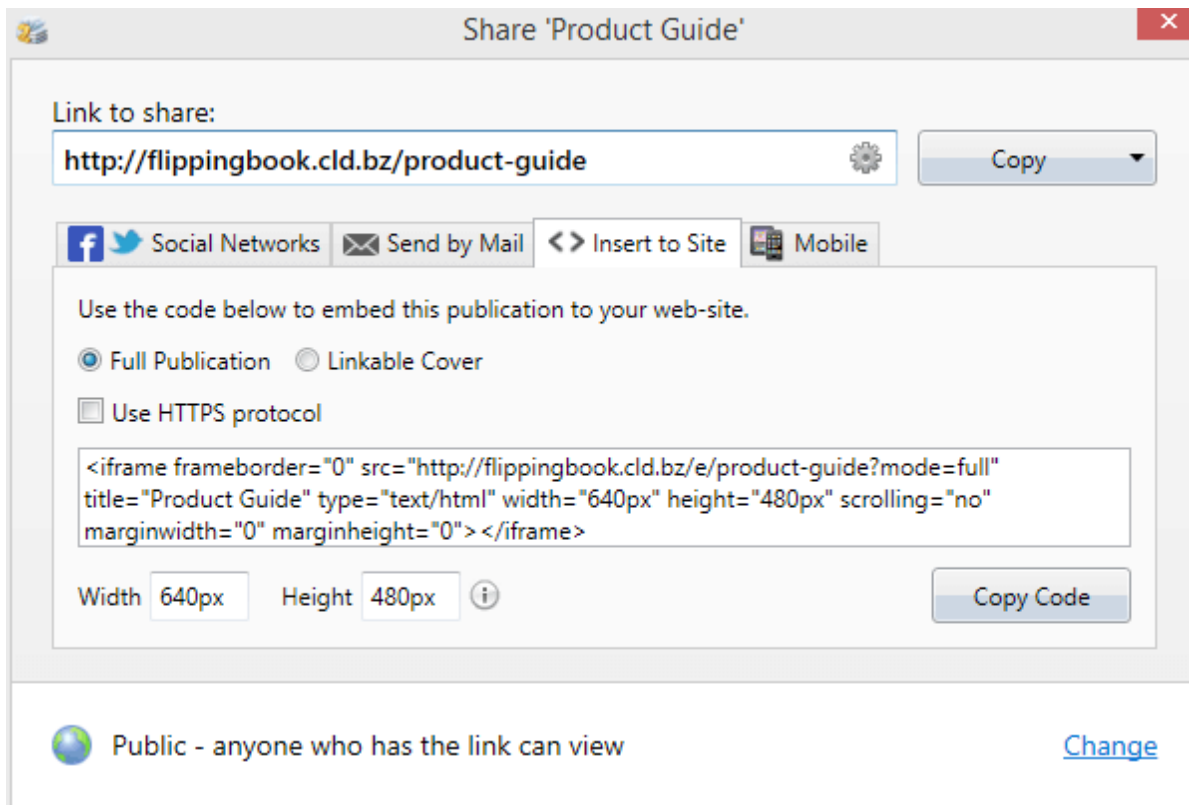 Share 'Product Guide'
Link to share:
http://flippingbook.cld.bz/product-guide
Copy
Social Networks Send by Mail <> Insert to Site Mobile
Use the code below to embed this publication to your web-site.
Full Publication Linkable Cover
Use HTTPS protocol
<iframe frameborder="0" src="http://flippingbook.cld.bz/e/product-guide?mode=full"
title="Product Guide" type="text/html" width="640px" height="480px" scrolling="no"
marginwidth="0" marginheight="0"></iframe>
Width 640px Height 480px Copy Code
Public - anyone who has the link can view Change